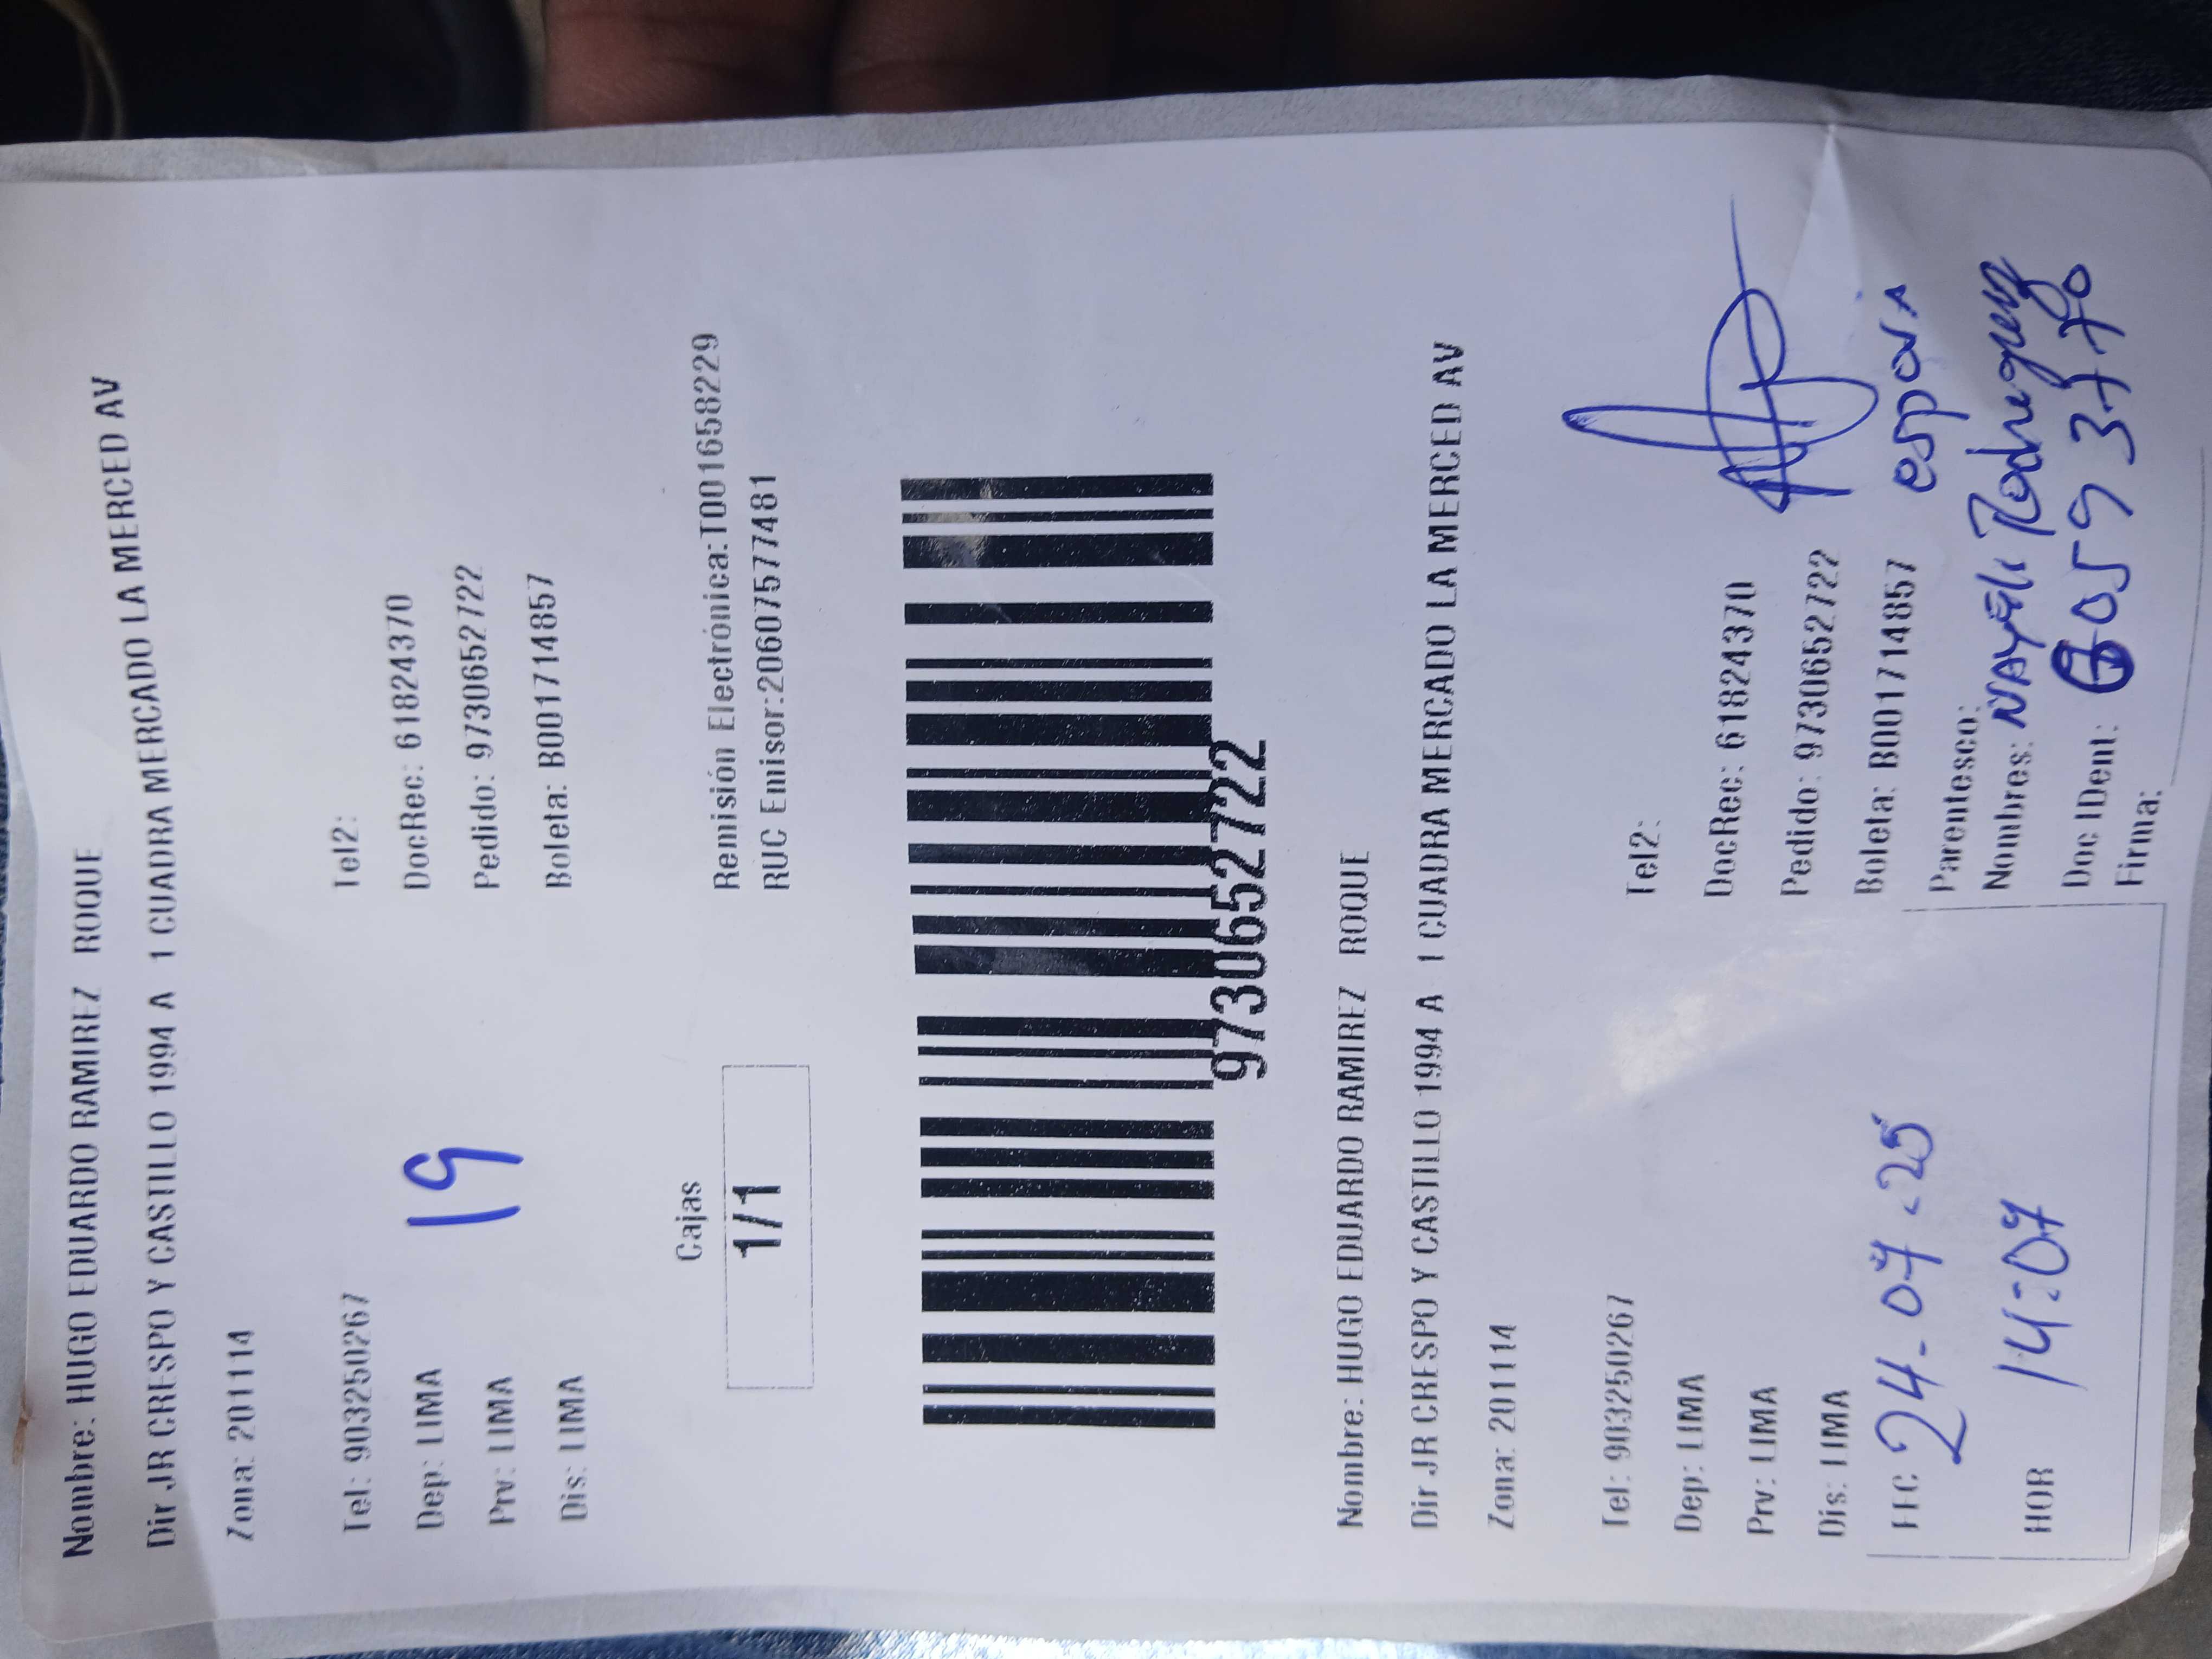 Nombre: HUGO EDUARDO RAMIREZ ROQUE
Dir JR CRESPO Y CASTILLO 1994 A 1 CUADRA MERCADO LA MERCED AV
Zona: 201114
Tel: 903250267 Tel2:
Dep: LIMA 19 DocRec: 61824370
Prv: LIMA Pedido: 9730652722
Dis: LIMA Boleta: B001714857
Cajas Remisión Electrónica:T001658229
1/1 RUC Emisor:20607577481
9730652722
Nombre: HUGO EDUARDO RAMIREZ ROQUE
Dir JR CRESPO Y CASTILLO 1994 A 1 CUADRA MERCADO LA MERCED AV
Zona: 201114
Tel: 903250267 Tel2:
Dep: LIMA DocRec: 61824370
Prv: LIMA Pedido: 9730652722
Dis: LIMA Boleta: B001714857
FEC 24-07-25 Parentesco: esposa
HOR 14:07 Nombres: NAYELI Rodriguez
Doc IDent: 60593770
Firma: